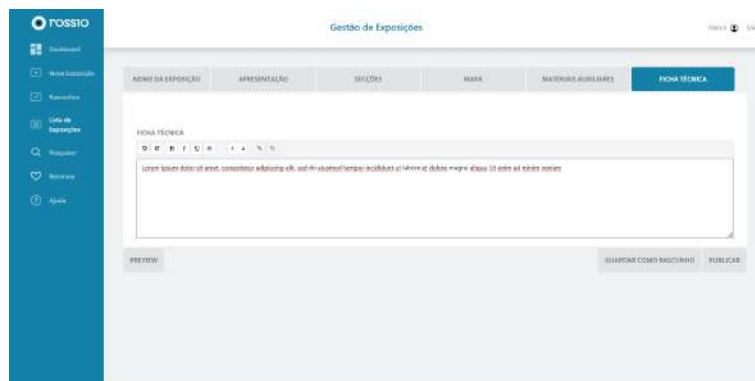 rossio
Gestão de Exposições
Dashboard
Nova Exposição
Rascunhos
Lista de
Exposições
Pesquisar
Recursos
Ajuda
NOME DA EXPOSIÇÃO
APRESENTAÇÃO
SECÇÕES
MAPA
MATERIAIS AUXILIARES
FICHA TÉCNICA
FICHA TÉCNICA
B I U
Lorem ipsum dolor sit amet, consectetur adipiscing elit, sed do eiusmod tempor incididunt ut labore et dolore magna aliqua. Ut enim ad minim veniam
PREVIEW
GUARDAR COMO RASCUNHO
PUBLICAR